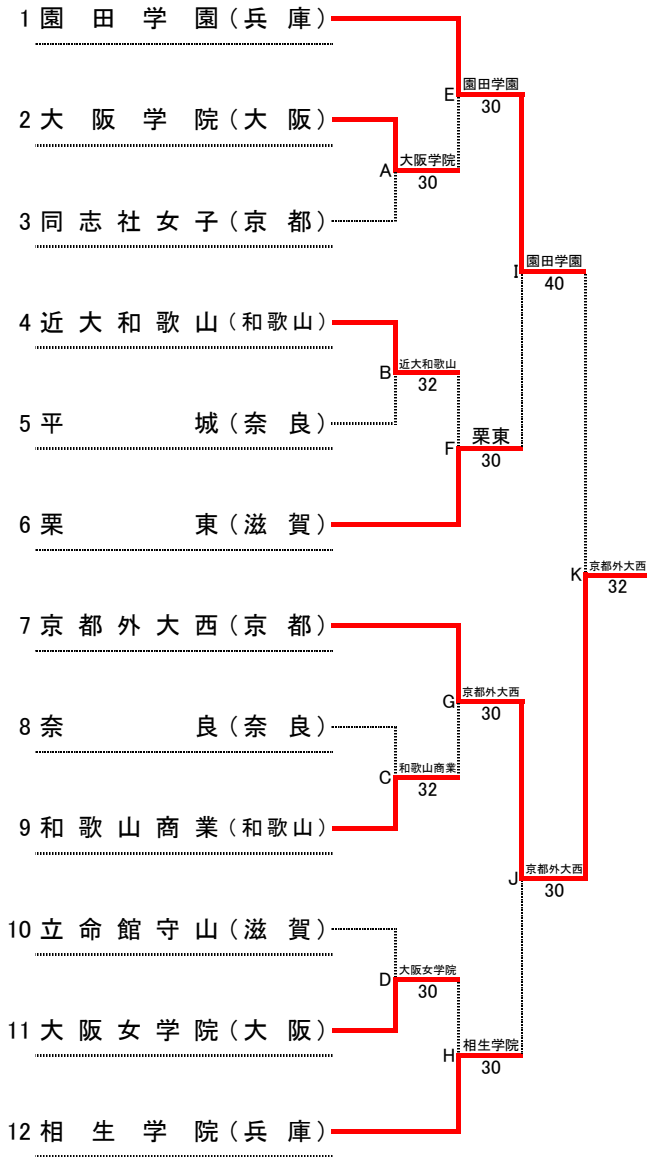 1 園田学園(兵庫)
E 園田学園
30
2 大阪学院(大阪)
A 大阪学院
30
3 同志社女子(京都)
I 園田学園
40
4 近大和歌山(和歌山)
B 近大和歌山
32
5 平城(奈良)
F 栗東
30
6 栗東(滋賀)
K 京都外大西
32
7 京都外大西(京都)
G 京都外大西
30
8 奈良(奈良)
C 和歌山商業
32
9 和歌山商業(和歌山)
J 京都外大西
30
10 立命館守山(滋賀)
D 大阪女学院
30
11 大阪女学院(大阪)
H 相生学院
30
12 相生学院(兵庫)